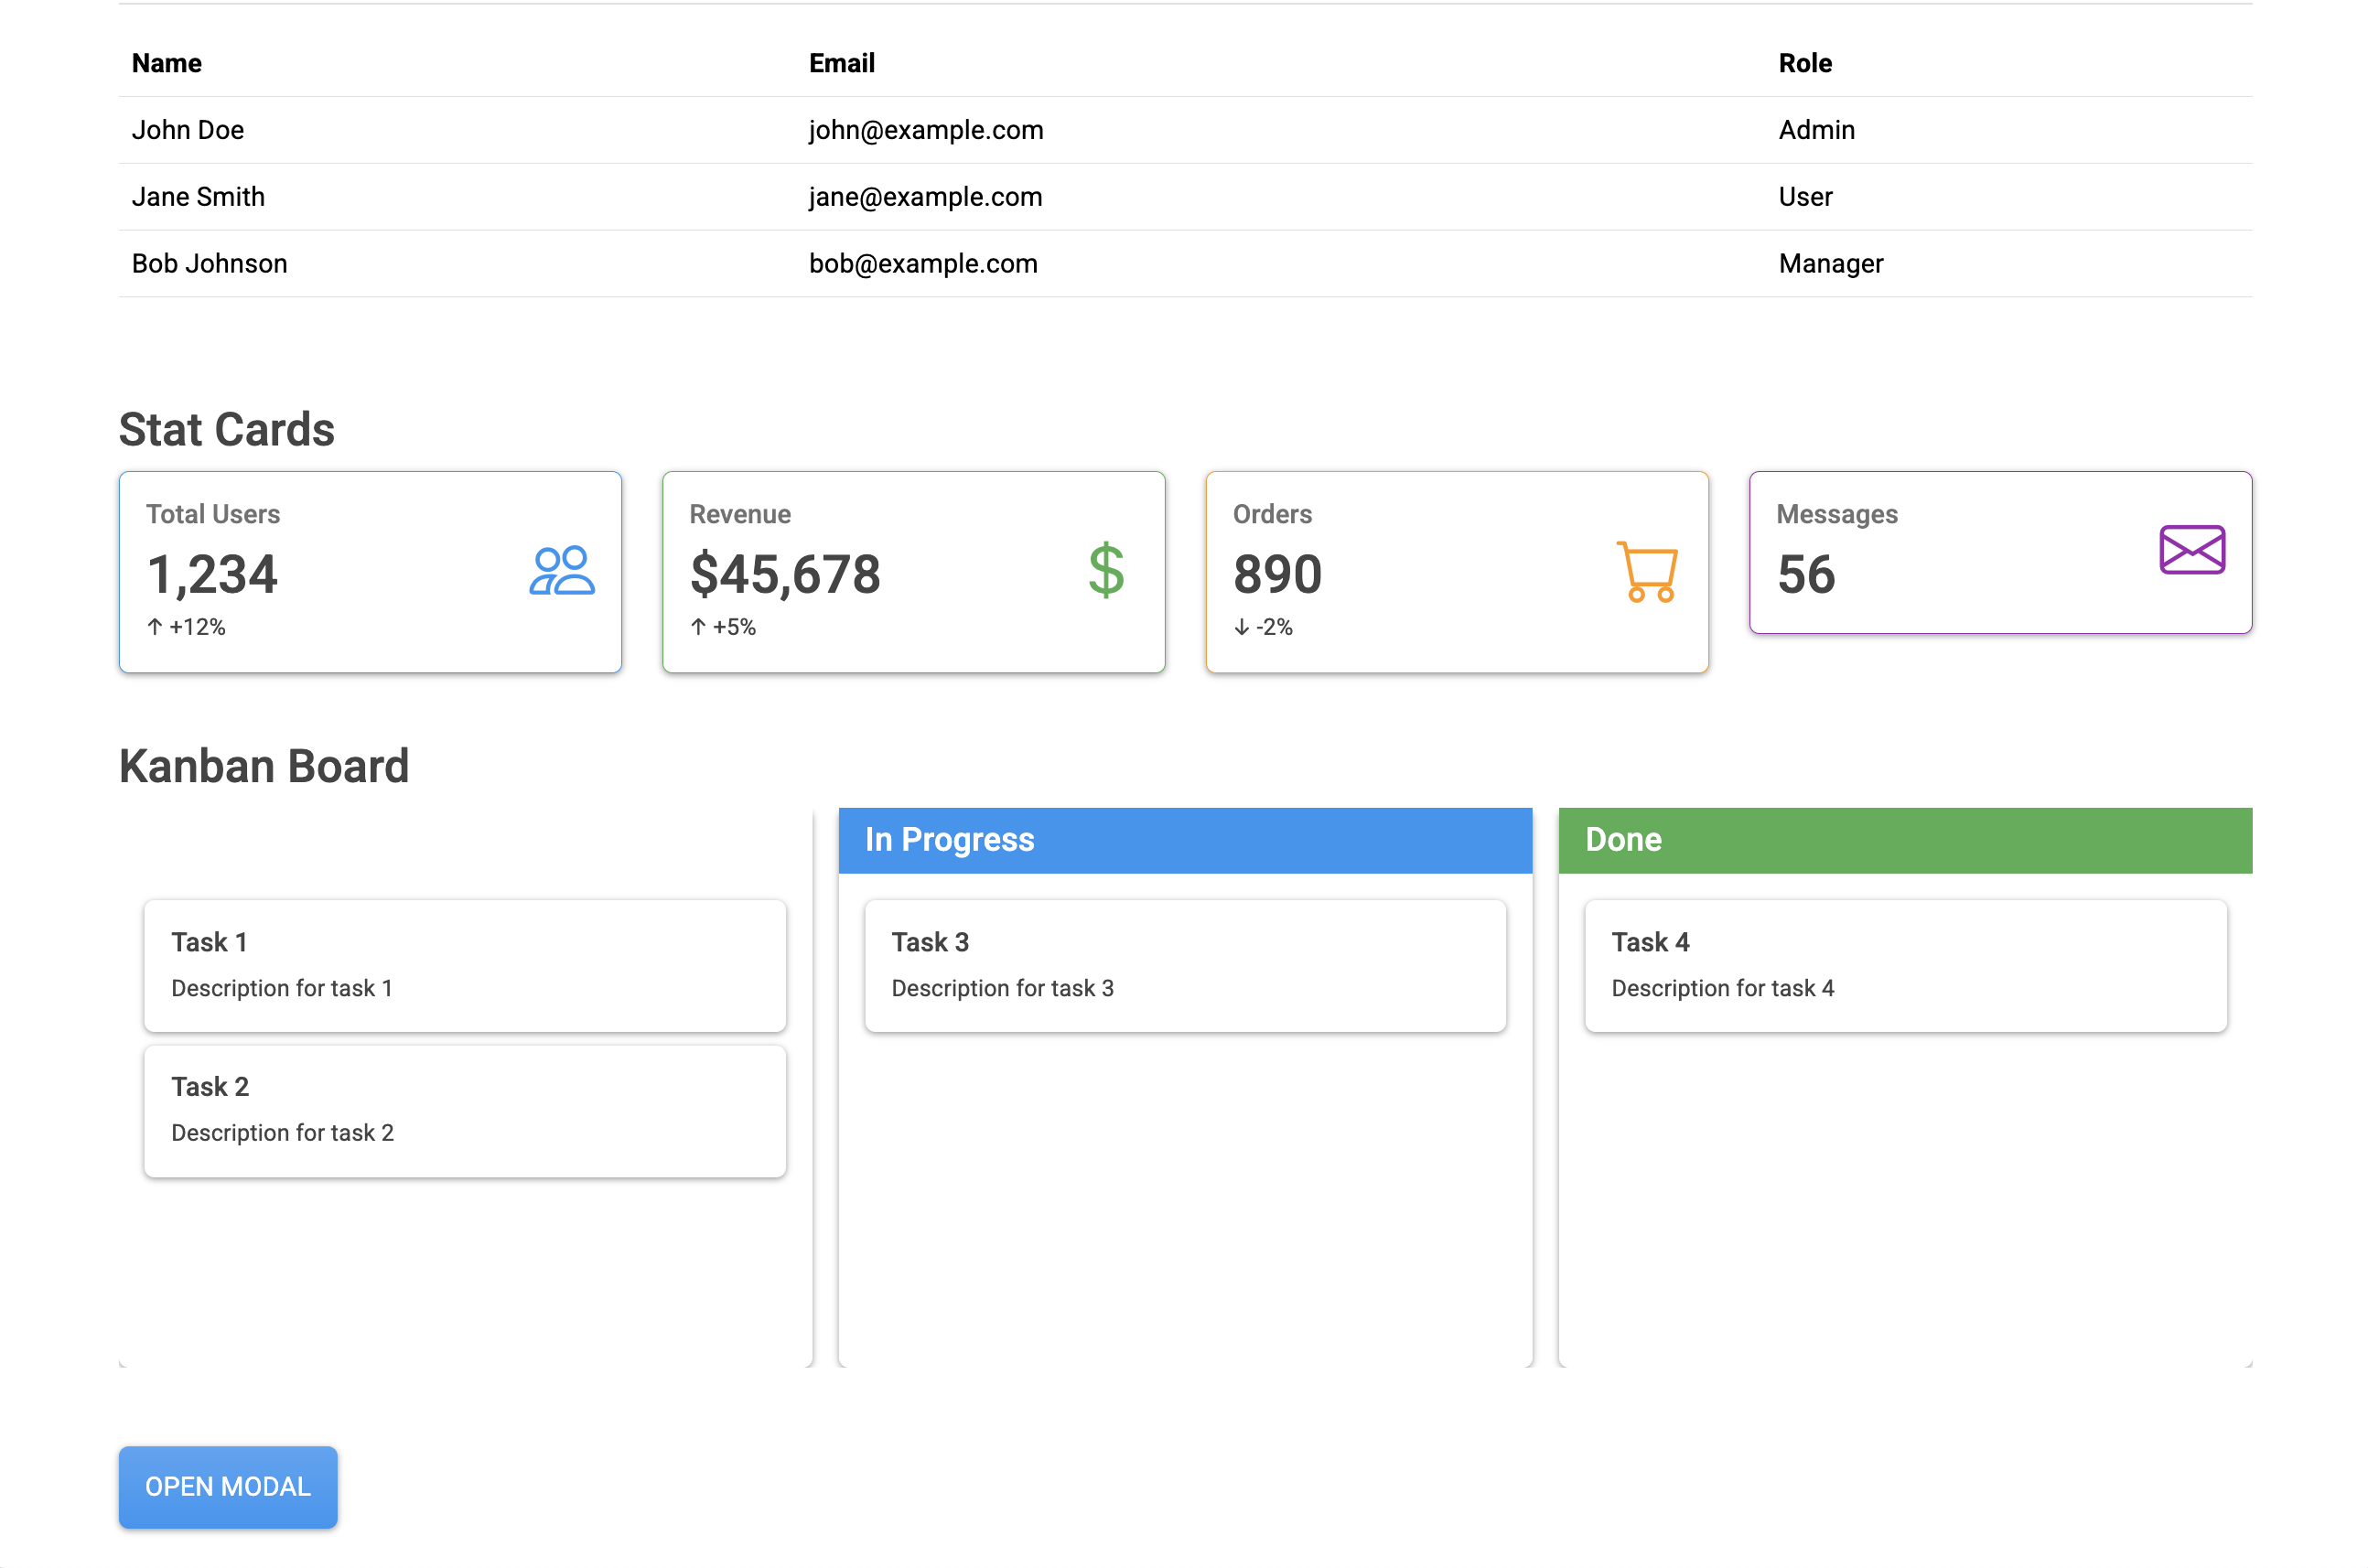 Name Email Role
John Doe john@example.com Admin
Jane Smith jane@example.com User
Bob Johnson bob@example.com Manager
Stat Cards
Total Users
1,234
↑ +12%
Revenue
$45,678
↑ +5%
Orders
890
↓ -2%
Messages
56
Kanban Board
Task 1
Description for task 1
Task 2
Description for task 2
In Progress
Task 3
Description for task 3
Done
Task 4
Description for task 4
OPEN MODAL